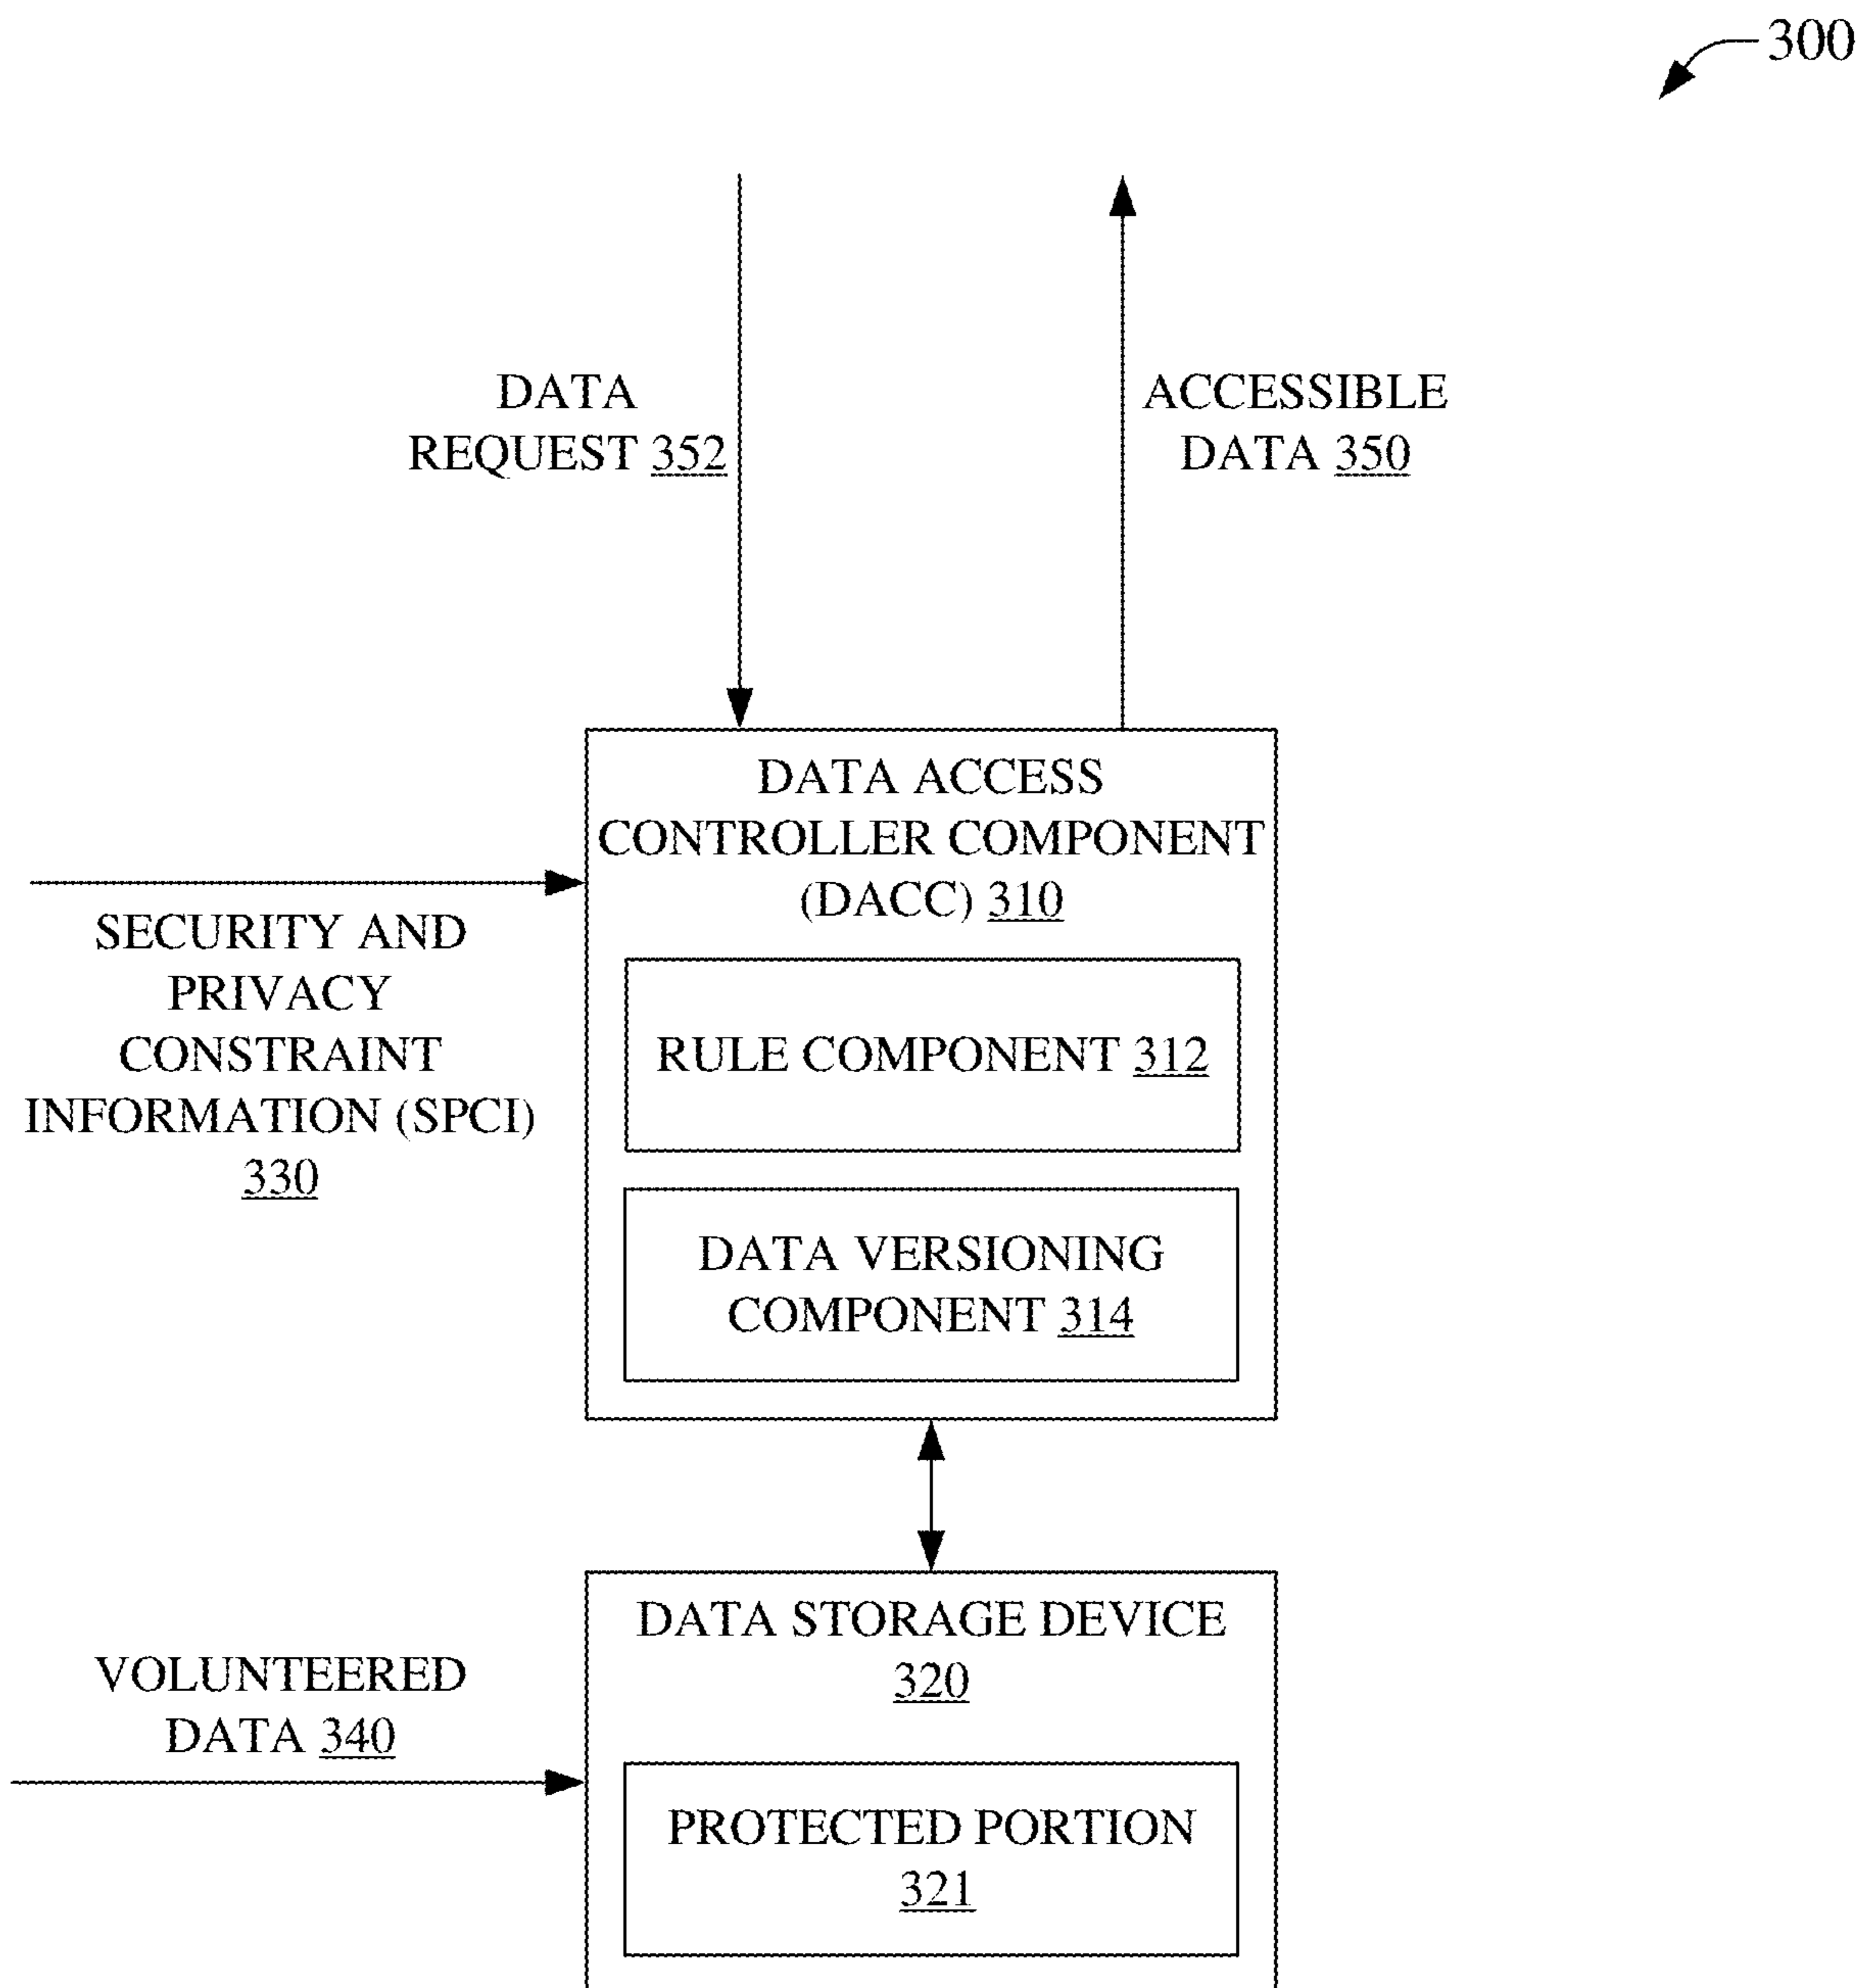 300
DATA
REQUEST 352
ACCESSIBLE
DATA 350
DATA ACCESS
CONTROLLER COMPONENT
(DACC) 310
SECURITY AND
PRIVACY
CONSTRAINT
INFORMATION (SPCI)
330
RULE COMPONENT 312
DATA VERSIONING
COMPONENT 314
DATA STORAGE DEVICE
320
VOLUNTEERED
DATA 340
PROTECTED PORTION
321